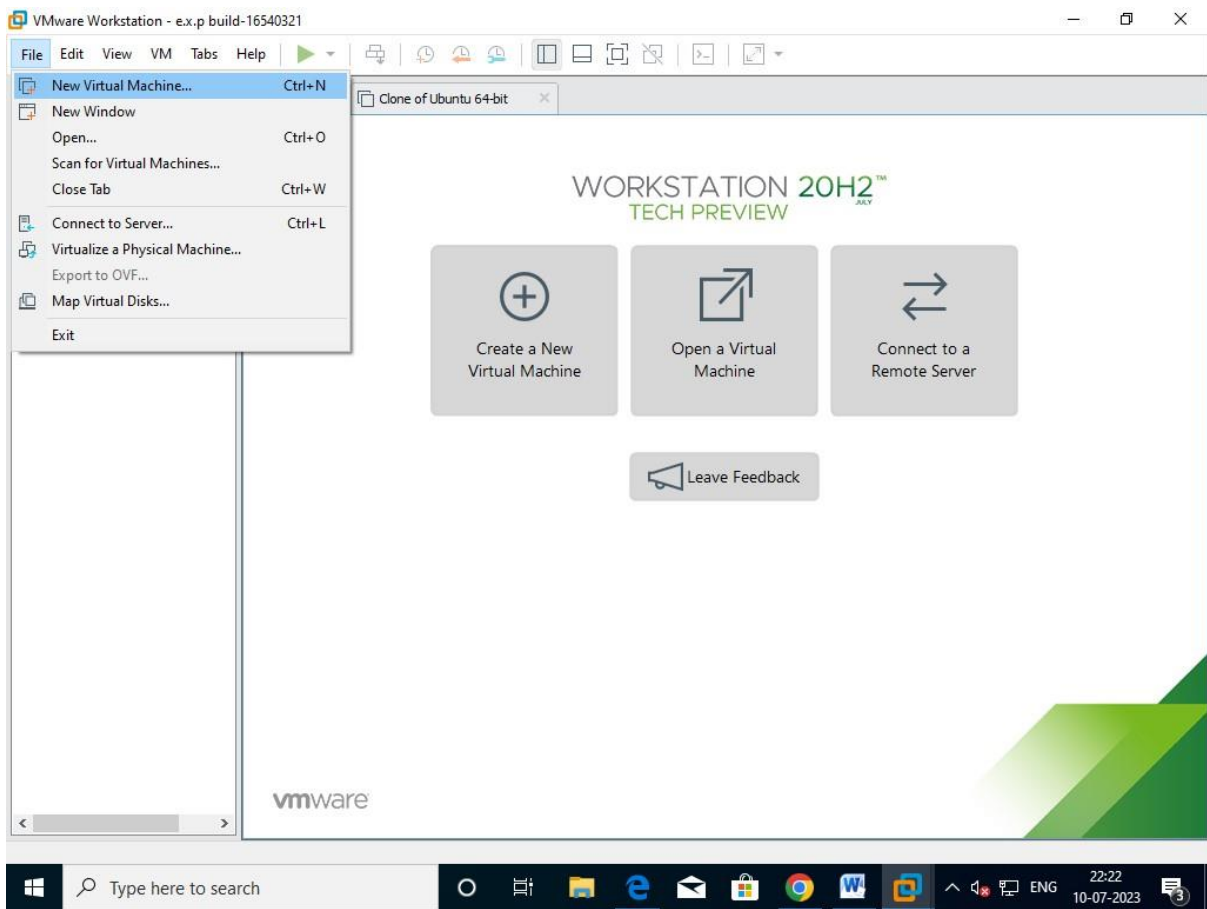 VMware Workstation - e.x.p build-16540321
File Edit View VM Tabs Help
New Virtual Machine... Ctrl+N
New Window
Open... Ctrl+O
Scan for Virtual Machines...
Close Tab Ctrl+W
Connect to Server... Ctrl+L
Virtualize a Physical Machine...
Export to OVF...
Map Virtual Disks...
Exit
Clone of Ubuntu 64-bit
WORKSTATION 20H2™
JULY
TECH PREVIEW
Create a New
Virtual Machine
Open a Virtual
Machine
Connect to a
Remote Server
Leave Feedback
vmware
Type here to search
ENG
22:22
10-07-2023
3